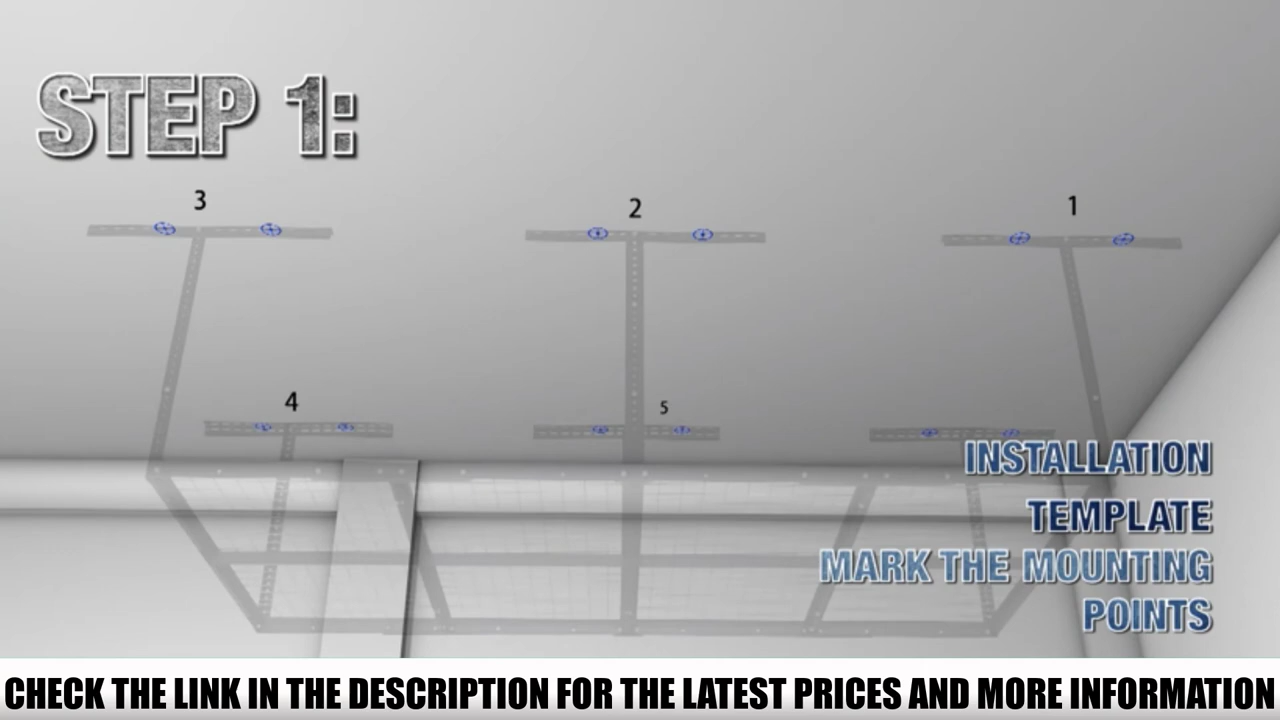 STEP 1:
3
2
1
4
5
INSTALLATION
TEMPLATE
MARK THE MOUNTING
POINTS
CHECK THE LINK IN THE DESCRIPTION FOR THE LATEST PRICES AND MORE INFORMATION